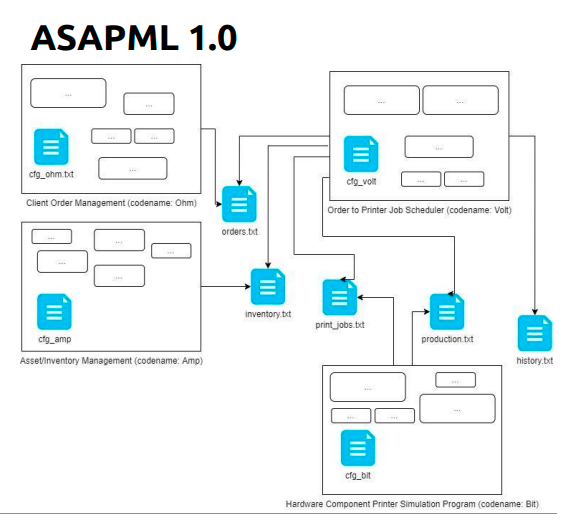 ASAPML 1.0
...
...
...
...
...
cfg_ohm.txt
Client Order Management (codename: Ohm)
...
...
...
...
...
cfg_volt
Order to Printer Job Scheduler (codename: Volt)
orders.txt
...
...
...
...
...
cfg_amp
Asset/Inventory Management (codename: Amp)
inventory.txt
print_jobs.txt
production.txt
history.txt
...
...
...
...
...
cfg_bit
Hardware Component Printer Simulation Program (codename: Bit)